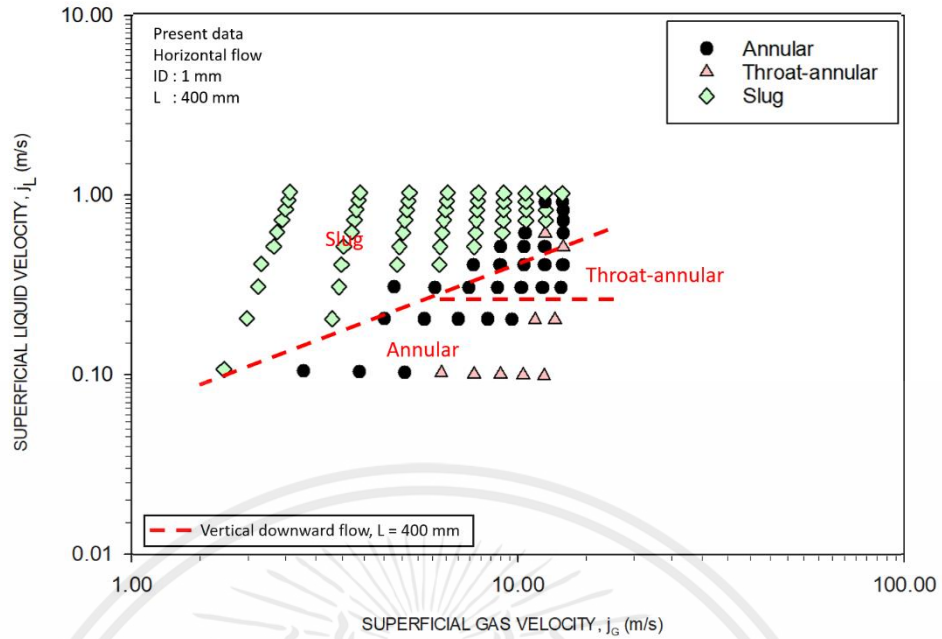 10.00
Present data
Horizontal flow
ID : 1 mm
L : 400 mm
Annular
Throat-annular
Slug
SUPERFICIAL LIQUID VELOCITY, jL (m/s)
1.00
Slug
Throat-annular
Annular
0.10
Vertical downward flow, L = 400 mm
0.01
1.00
10.00
100.00
SUPERFICIAL GAS VELOCITY, jG (m/s)